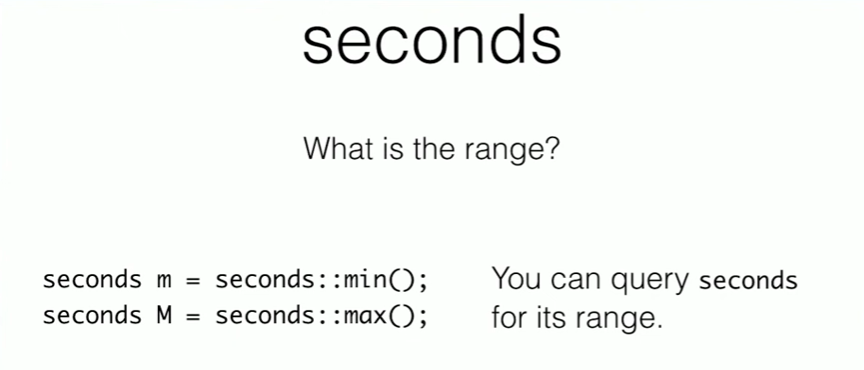 seconds
What is the range?
seconds m = seconds::min();
seconds M = seconds::max();
You can query seconds
for its range.